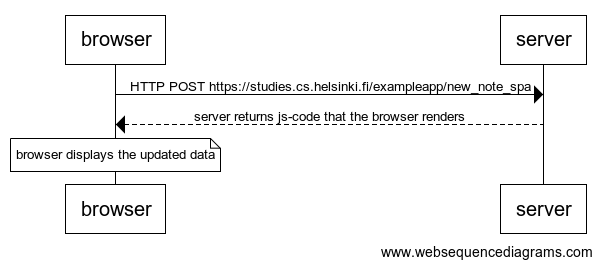 browser
server
HTTP POST https://studies.cs.helsinki.fi/exampleapp/new_note_spa
server returns js-code that the browser renders
browser displays the updated data
browser
server
www.websequencediagrams.com